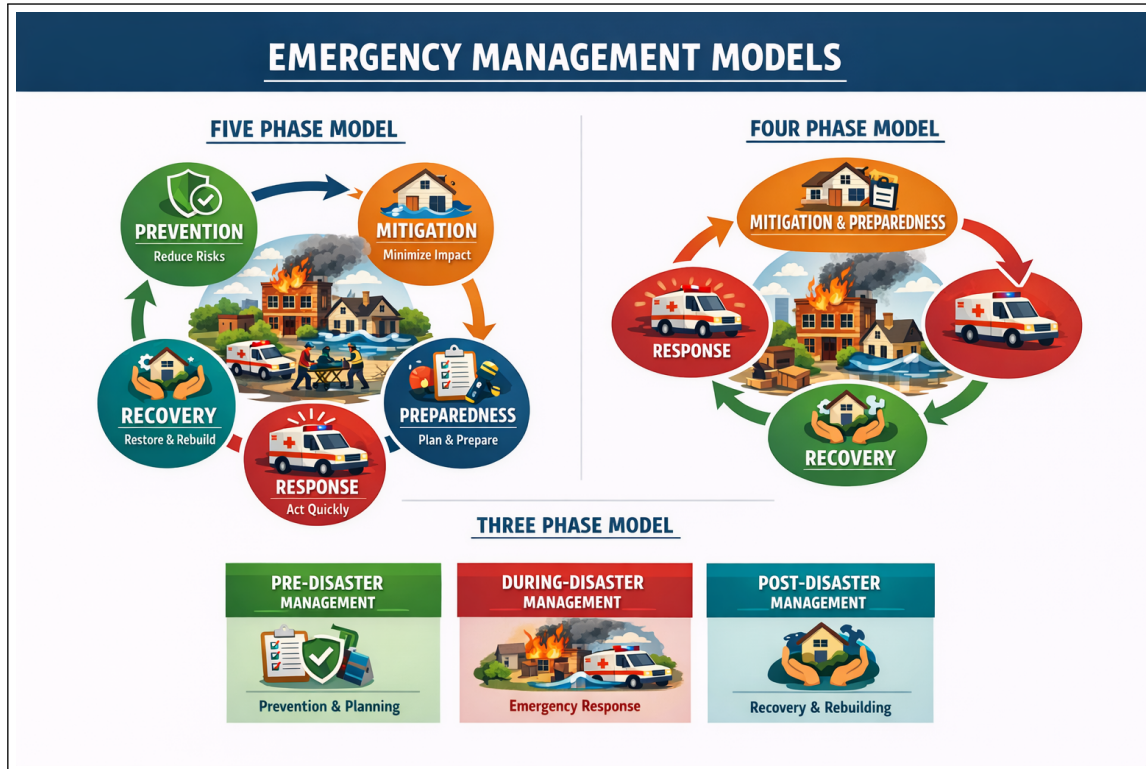 EMERGENCY MANAGEMENT MODELS
FIVE PHASE MODEL
PREVENTION
Reduce Risks
MITIGATION
Minimize Impact
PREPAREDNESS
Plan & Prepare
RESPONSE
Act Quickly
RECOVERY
Restore & Rebuild
FOUR PHASE MODEL
MITIGATION & PREPAREDNESS
RESPONSE
RECOVERY
THREE PHASE MODEL
PRE-DISASTER
MANAGEMENT
Prevention & Planning
DURING-DISASTER
MANAGEMENT
Emergency Response
POST-DISASTER
MANAGEMENT
Recovery & Rebuilding